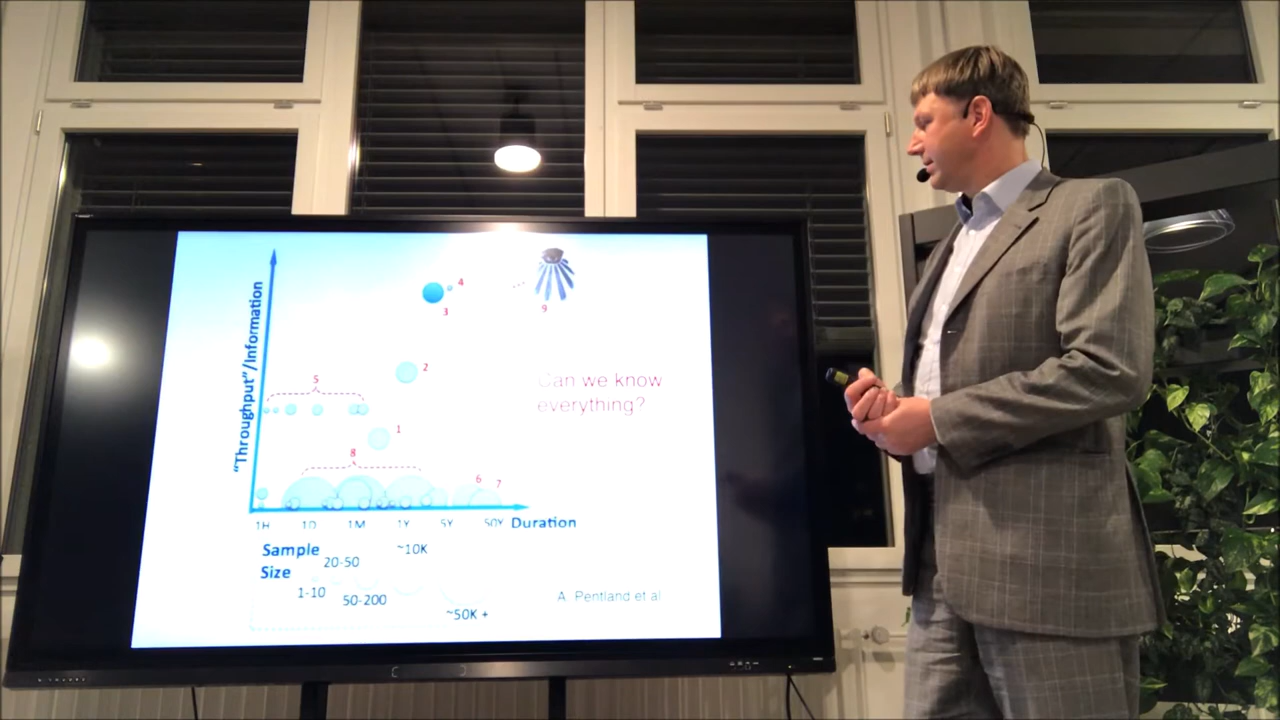 "Throughput"/Information
4
3
9
2
5
Can we know
everything?
1
8
6
7
1H
1D
1M
1Y
5Y
50Y
Duration
Sample
Size
~10K
20-50
1-10
50-200
~50K +
A. Pentland et al